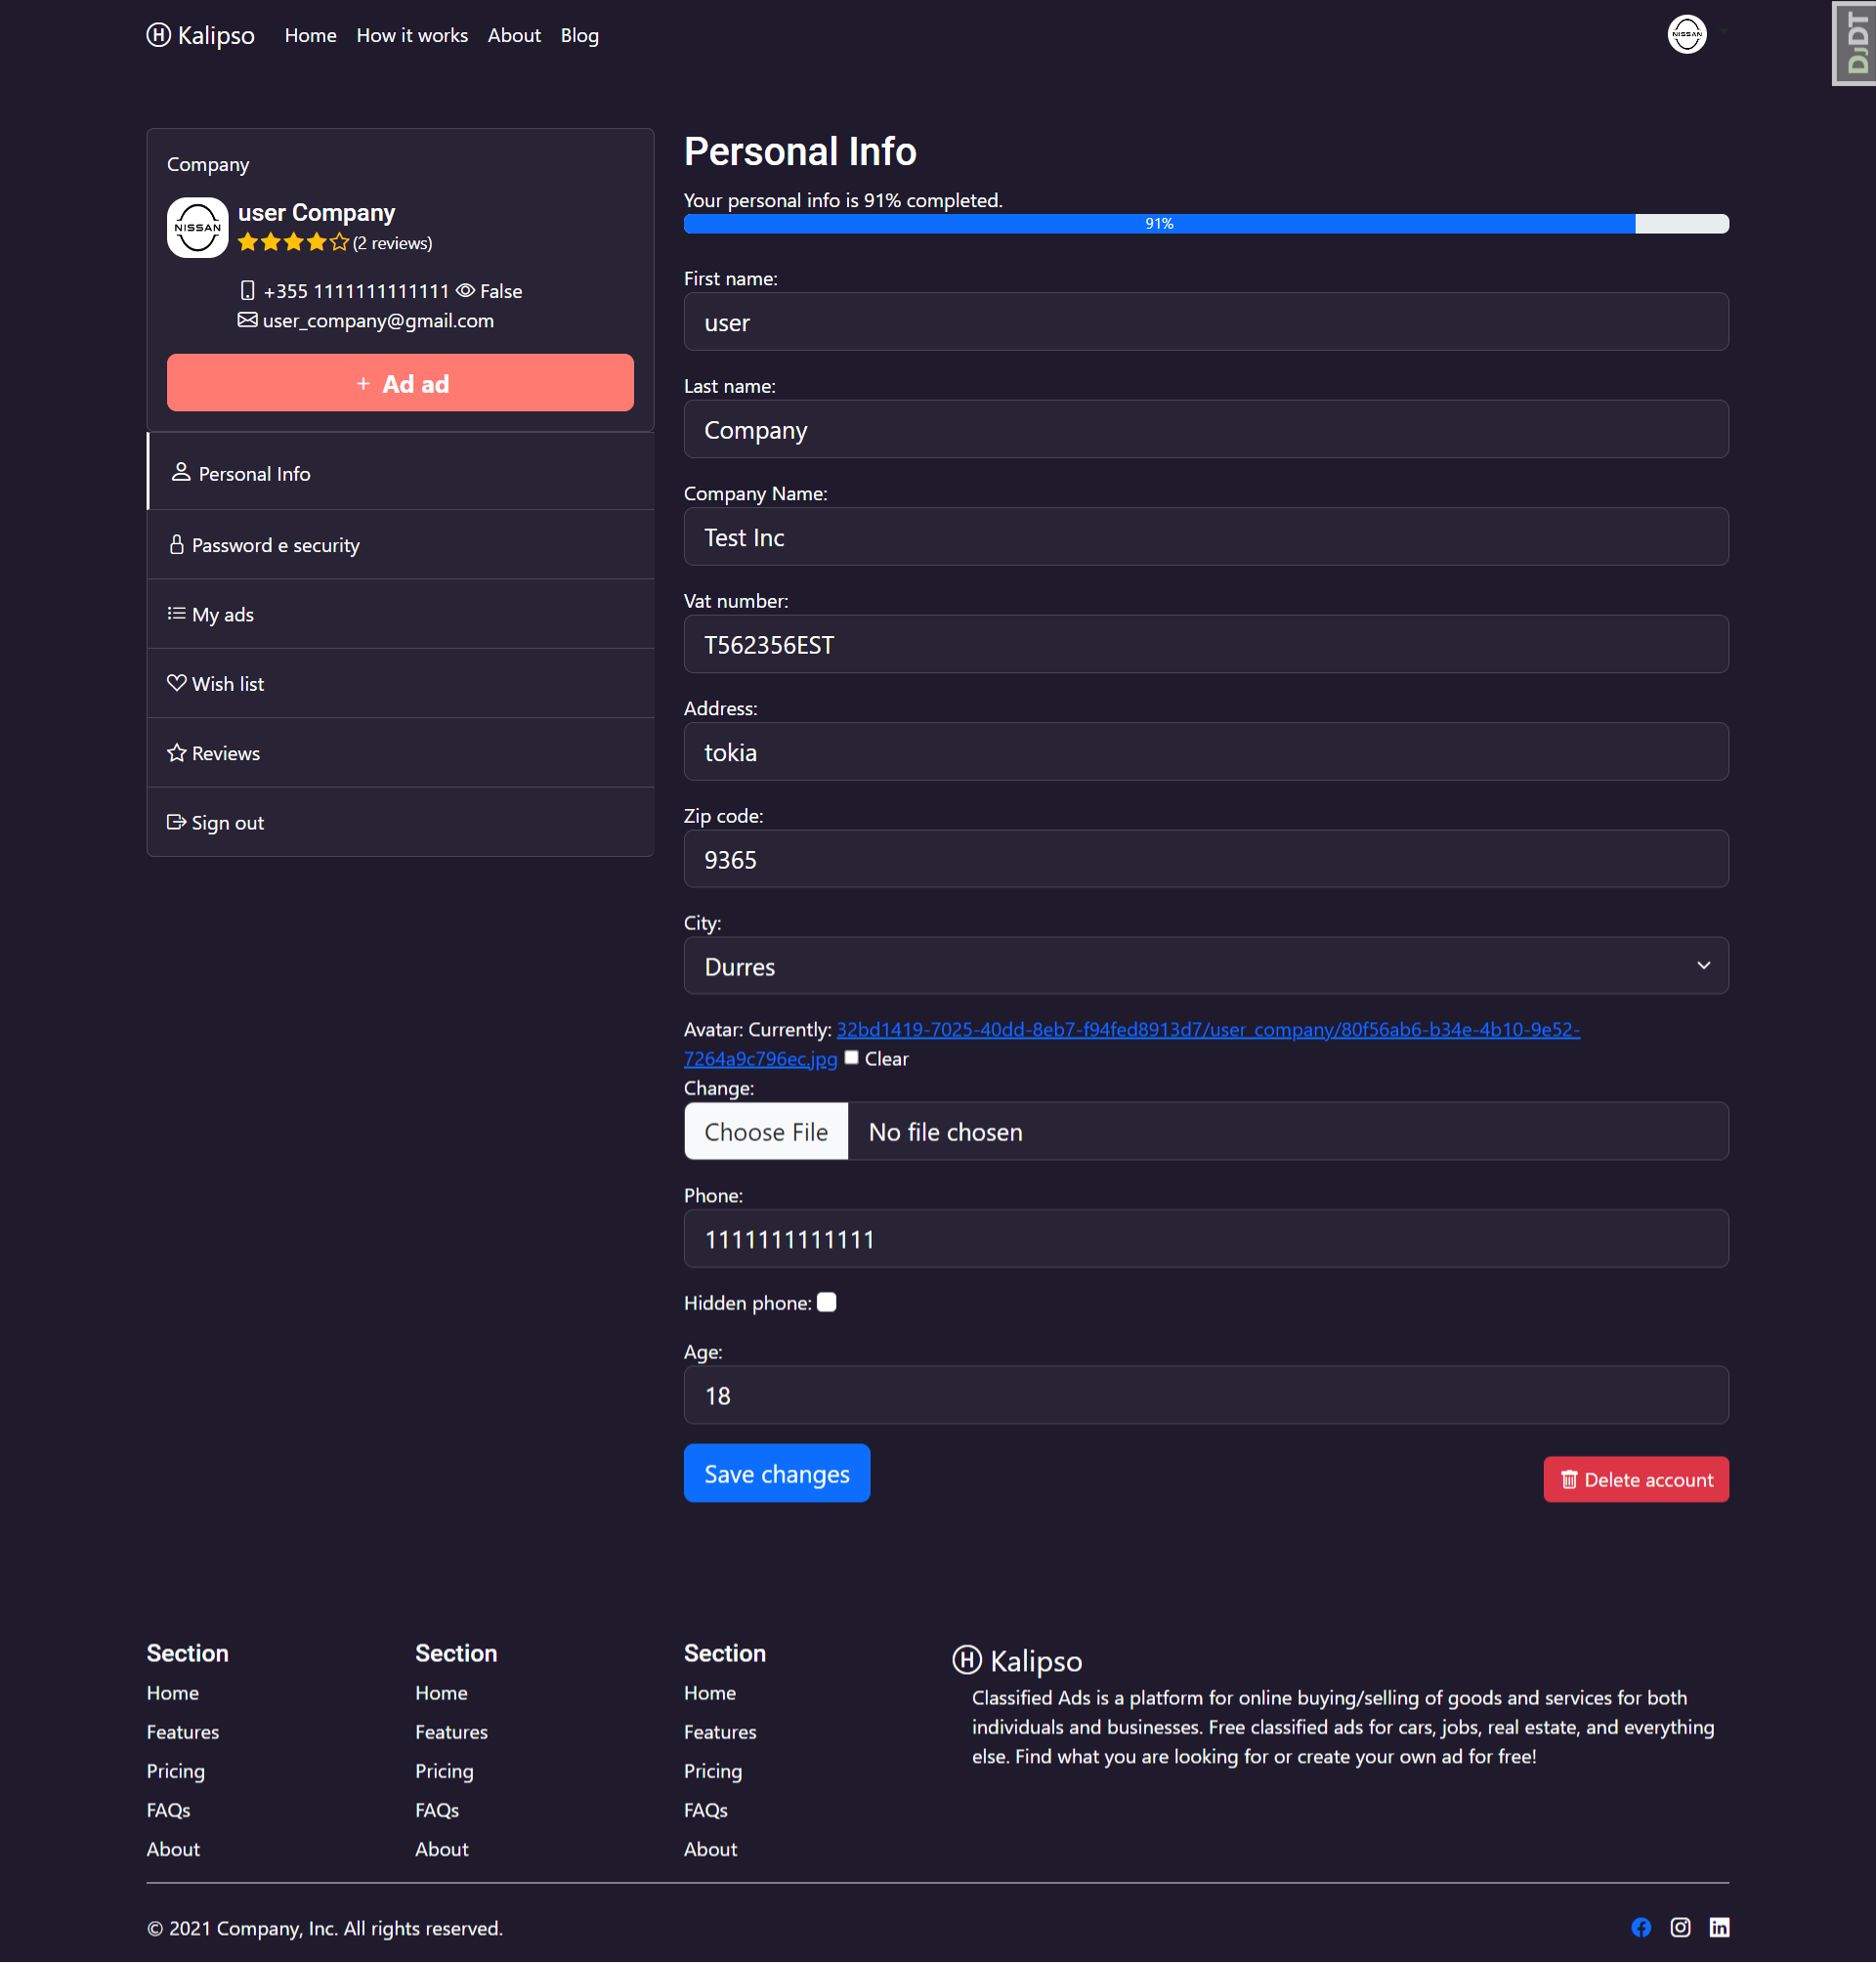 Kalipso Home How it works About Blog
NISSAN
DJDT
Company
NISSAN
user Company
(2 reviews)
+355 1111111111111 False
user_company@gmail.com
+ Ad ad
Personal Info
Password e security
My ads
Wish list
Reviews
Sign out
Personal Info
Your personal info is 91% completed.
91%
First name:
user
Last name:
Company
Company Name:
Test Inc
Vat number:
T562356EST
Address:
tokia
Zip code:
9365
City:
Durres
Avatar: Currently: 32bd1419-7025-40dd-8eb7-f94fed8913d7/user_company/80f56ab6-b34e-4b10-9e52-
7264a9c796ec.jpg Clear
Change:
Choose File No file chosen
Phone:
1111111111111
Hidden phone:
Age:
18
Save changes
Delete account
Section
Home
Features
Pricing
FAQs
About
Section
Home
Features
Pricing
FAQs
About
Section
Home
Features
Pricing
FAQs
About
Kalipso
Classified Ads is a platform for online buying/selling of goods and services for both
individuals and businesses. Free classified ads for cars, jobs, real estate, and everything
else. Find what you are looking for or create your own ad for free!
© 2021 Company, Inc. All rights reserved.